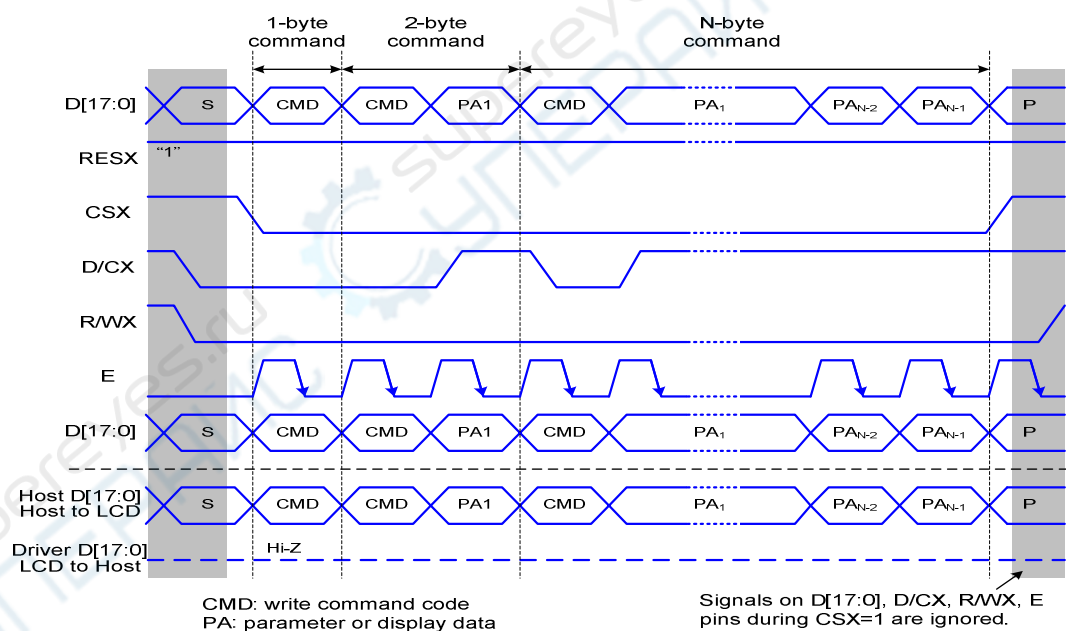 1-byte
command
2-byte
command
N-byte
command
D[17:0] S CMD CMD PA1 CMD PA₁ PAN-2 PAN-1 P
RESX "1"
CSX
D/CX
R/WX
E
D[17:0] S CMD CMD PA1 CMD PA₁ PAN-2 PAN-1 P
Host D[17:0]
Host to LCD
S CMD CMD PA1 CMD PA₁ PAN-2 PAN-1 P
Driver D[17:0]
LCD to Host
Hi-Z
CMD: write command code
PA: parameter or display data
Signals on D[17:0], D/CX, R/WX, E
pins during CSX=1 are ignored.
supereyes.ru
СУПЕРАЙС